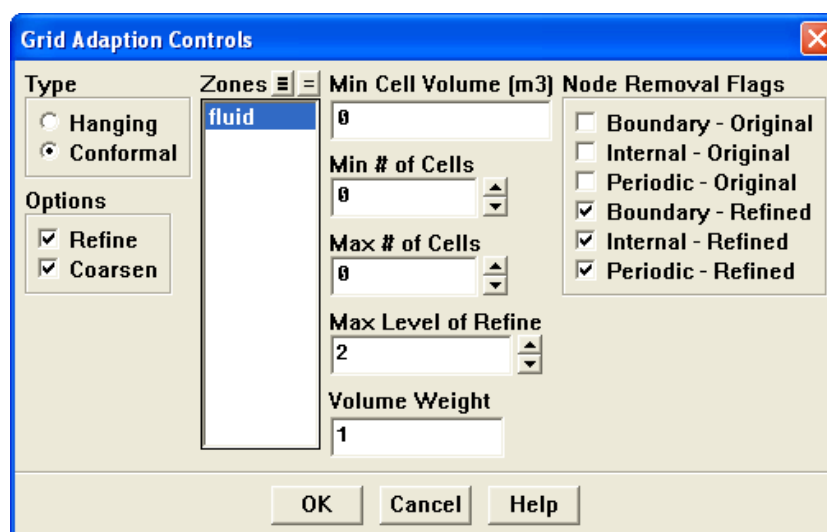 Grid Adaption Controls
Type
Hanging
Conformal
Options
Refine
Coarsen
Zones
fluid
Min Cell Volume (m3)
0
Min # of Cells
0
Max # of Cells
0
Max Level of Refine
2
Volume Weight
1
Node Removal Flags
Boundary - Original
Internal - Original
Periodic - Original
Boundary - Refined
Internal - Refined
Periodic - Refined
OK Cancel Help